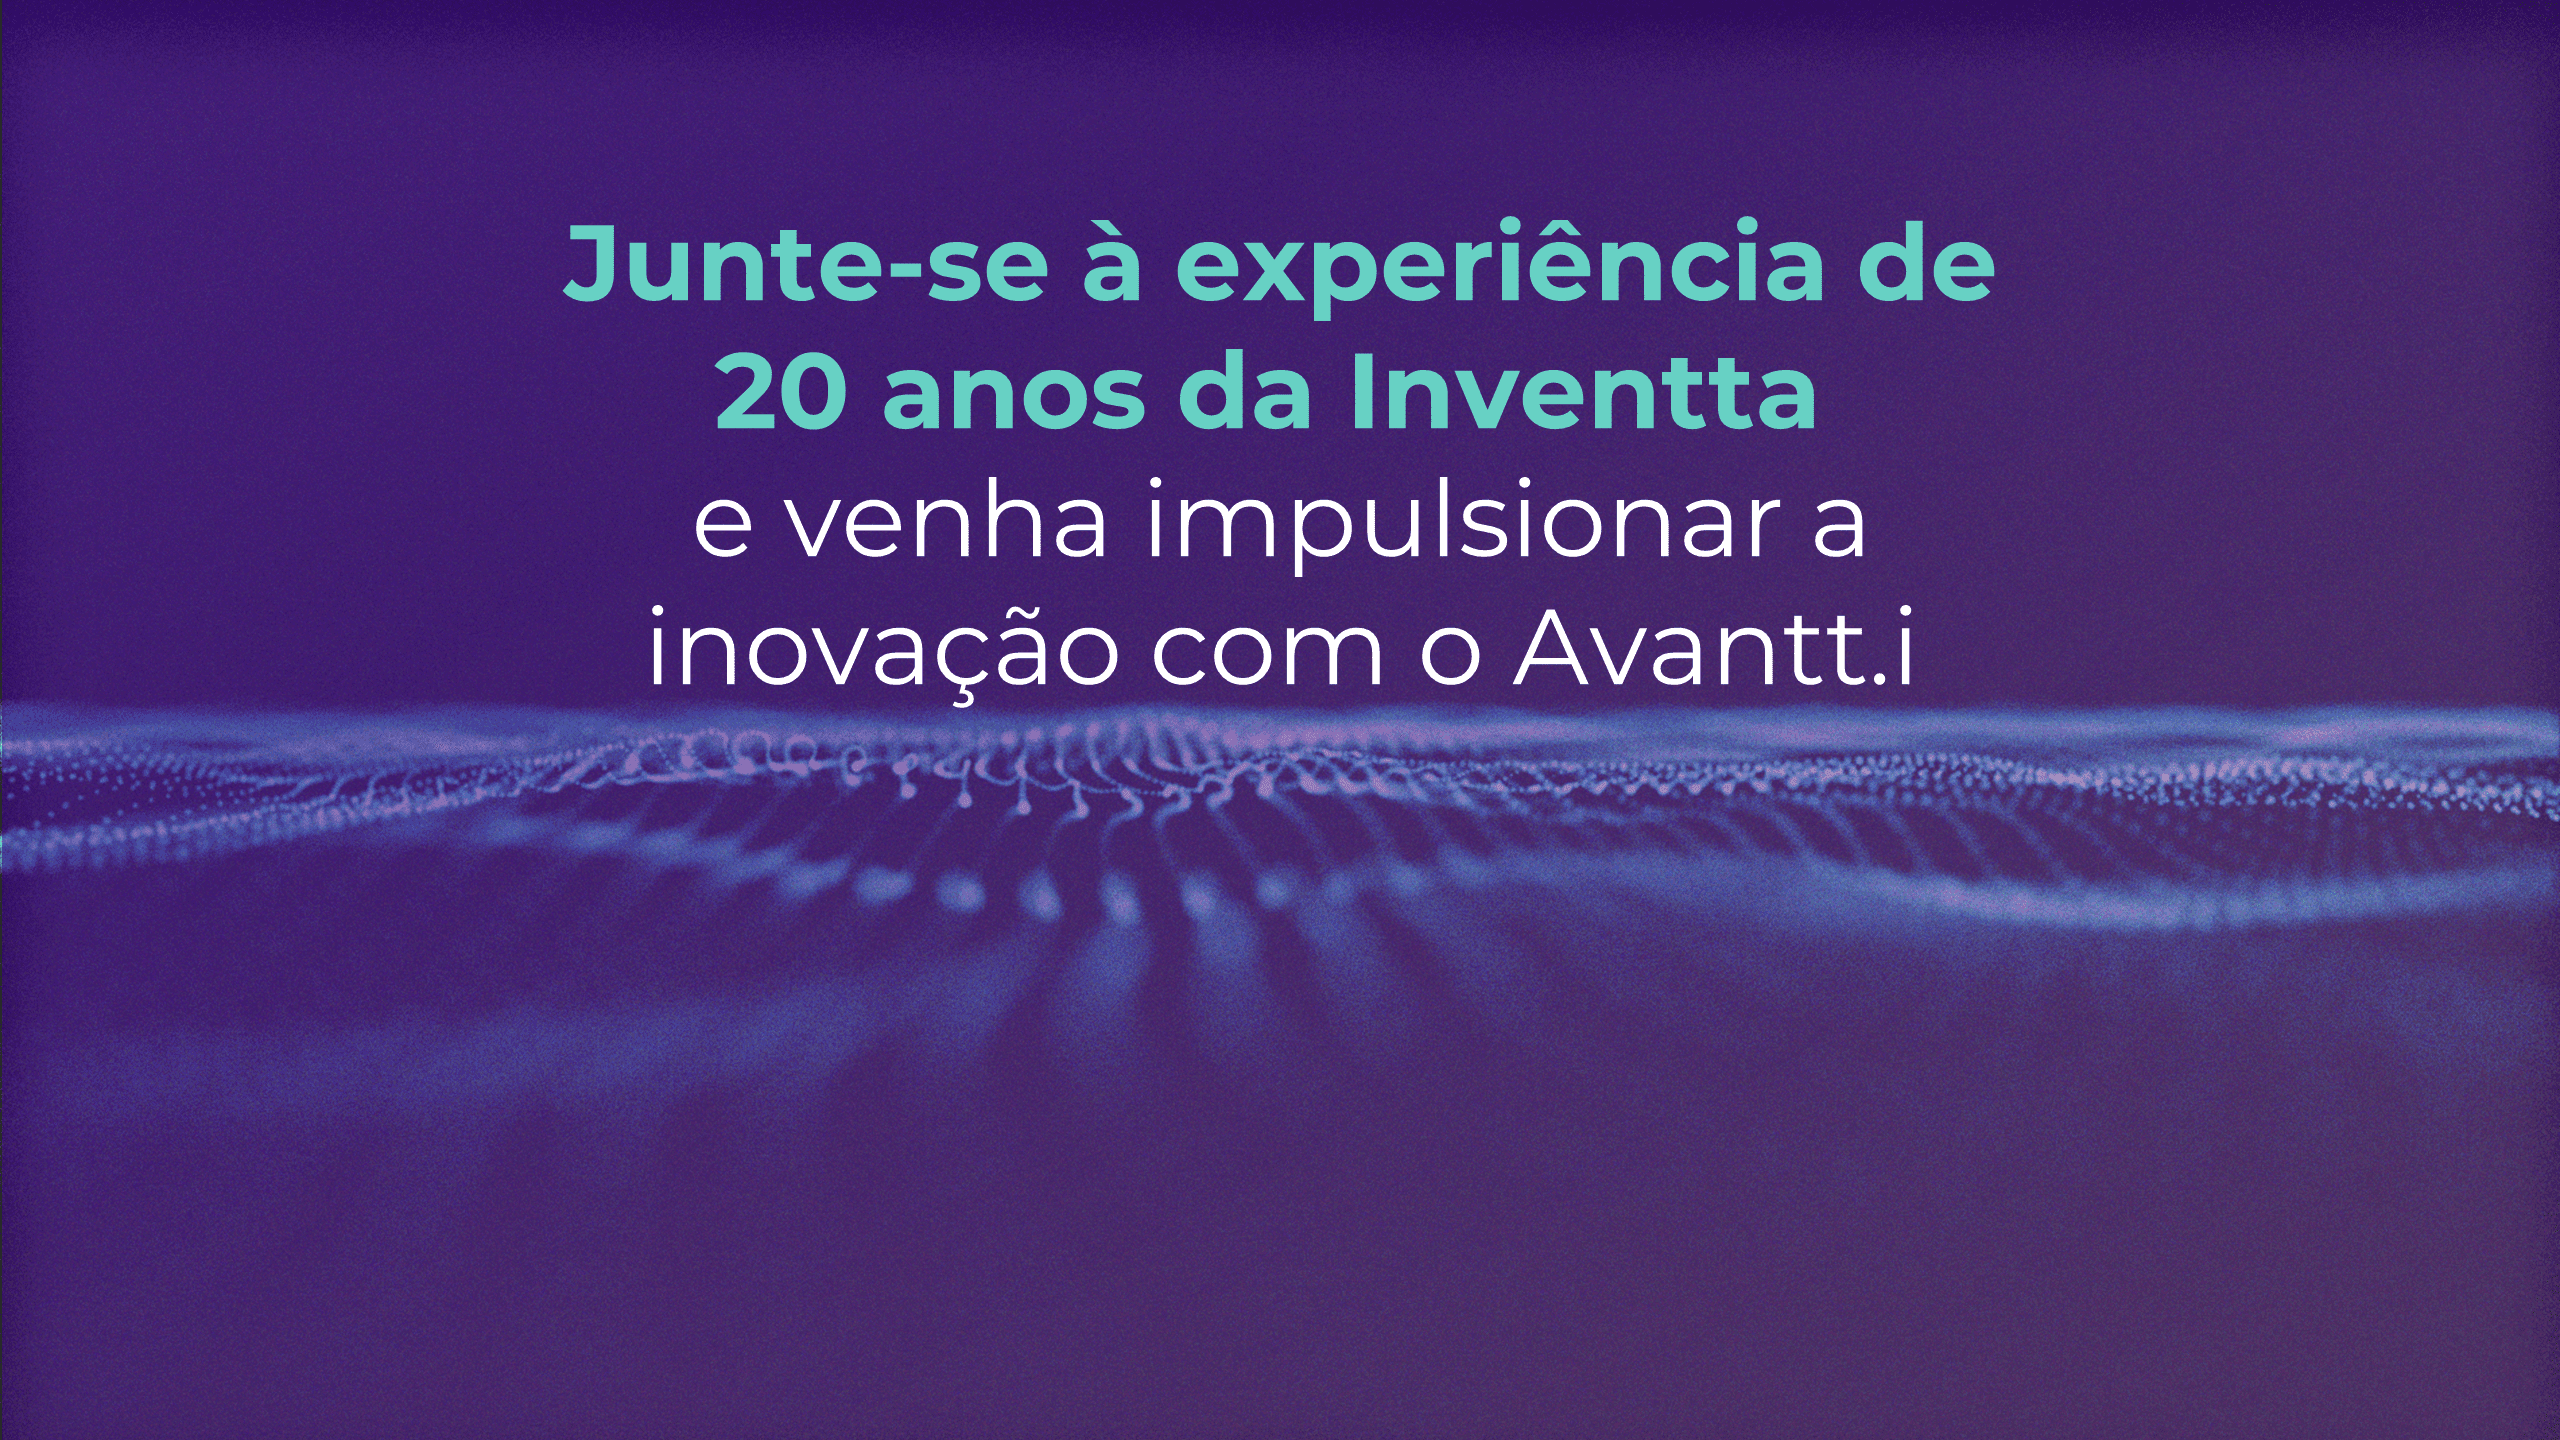 Junte-se à experiência de
20 anos da Inventta
e venha impulsionar a
inovação com o Avantt.i